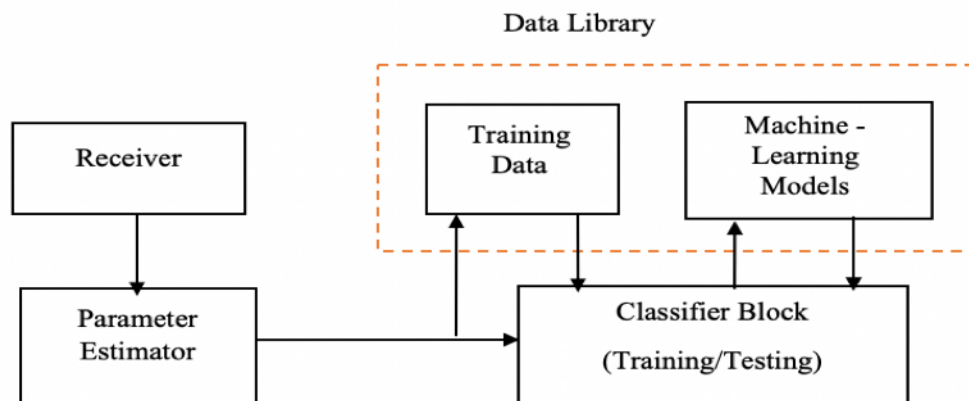 Data Library
Receiver
Training
Data
Machine -
Learning
Models
Parameter
Estimator
Classifier Block
(Training/Testing)